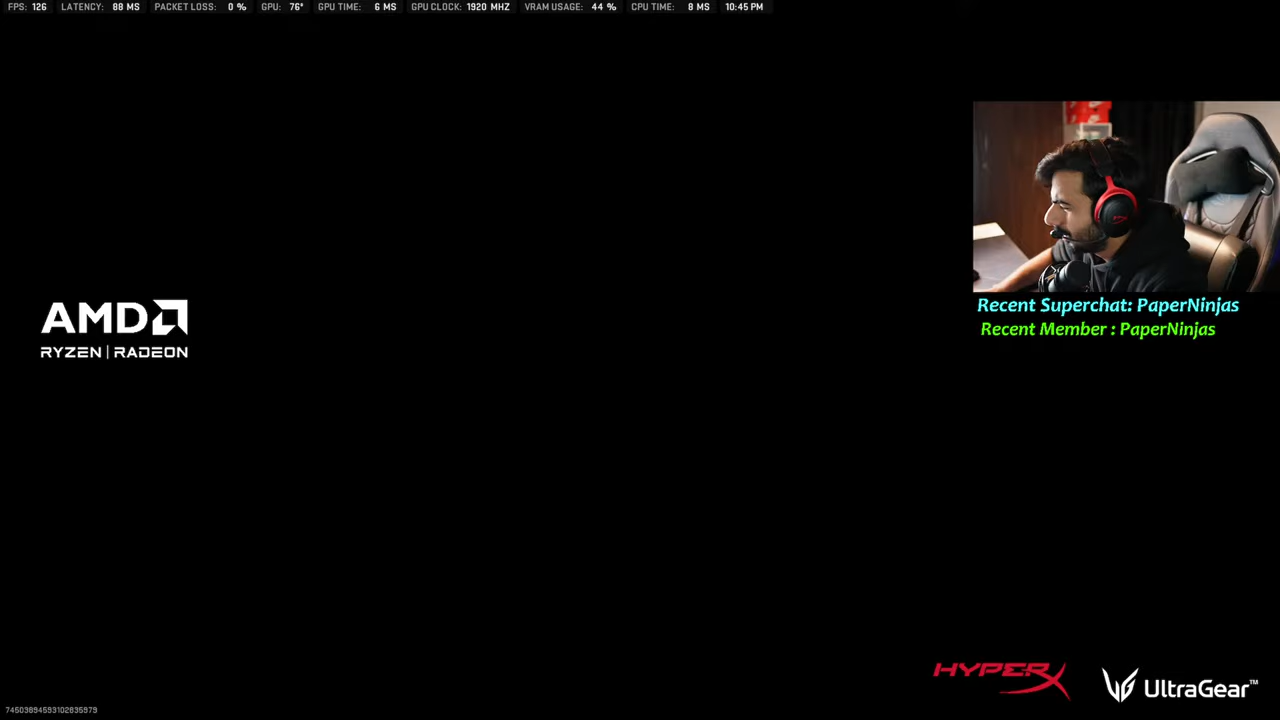 FPS: 126 LATENCY: 88 MS PACKET LOSS: 0 % GPU: 76° GPU TIME: 6 MS GPU CLOCK: 1920 MHZ VRAM USAGE: 44 % CPU TIME: 8 MS 10:45 PM
AMD
RYZEN | RADEON
Recent Superchat: PaperNinjas
Recent Member : PaperNinjas
HYPERX
UltraGear™
74503894593102835979